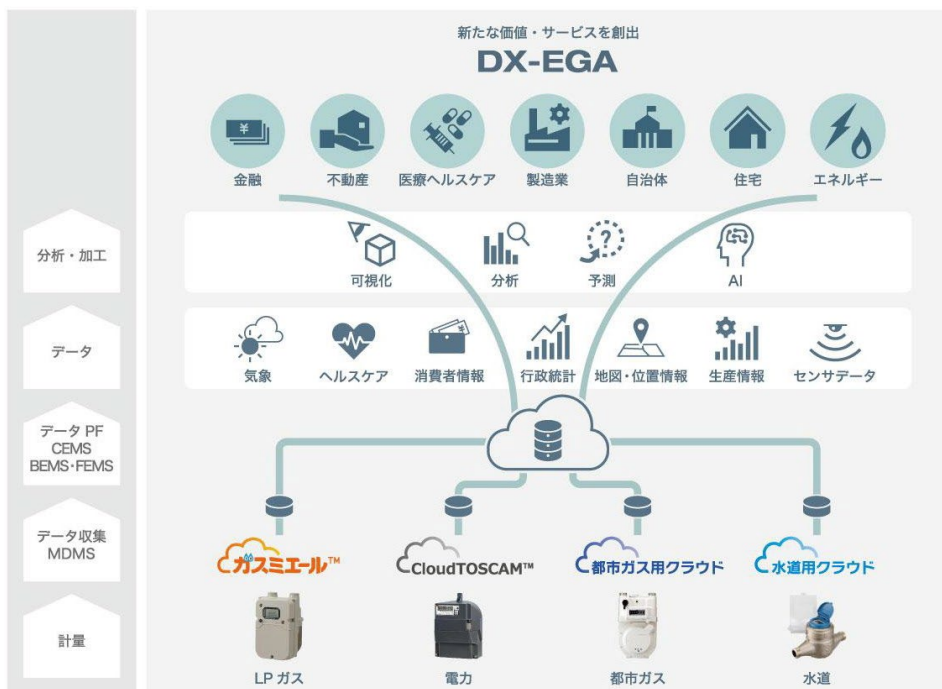 新たな価値・サービスを創出
DX-EGA
¥
金融
不動産
医療ヘルスケア
製造業
自治体
住宅
エネルギー
分析・加工
?
可視化
分析
予測
AI
データ
¥
気象
ヘルスケア
消費者情報
行政統計
地図・位置情報
生産情報
センサデータ
データ PF
CEMS
BEMS・FEMS
データ収集
MDMS
ガスミエール™
CloudTOSCAM™
都市ガス用クラウド
水道用クラウド
計量
LP ガス
電力
都市ガス
水道